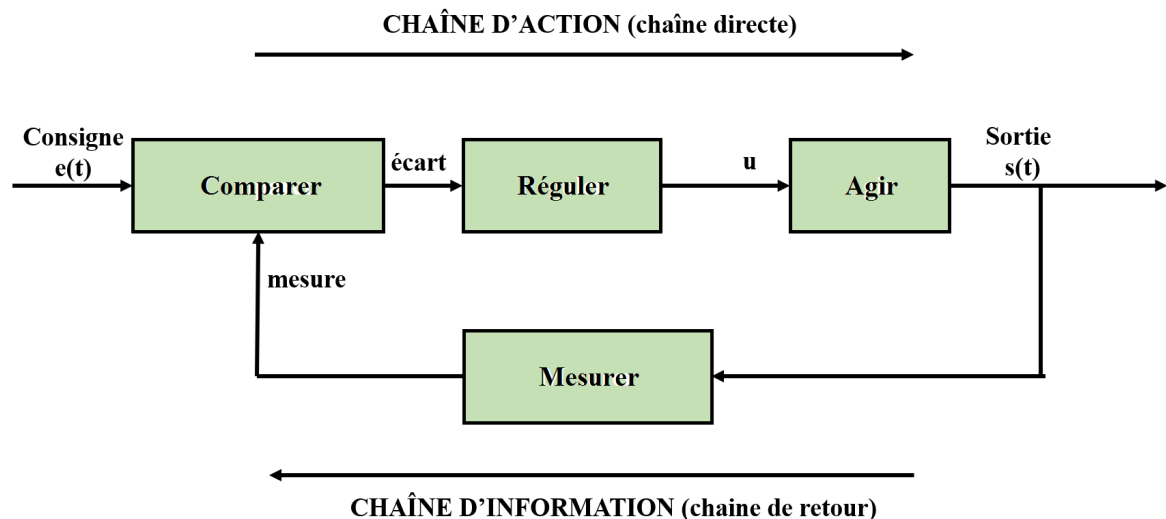 CHAÎNE D’ACTION (chaîne directe)
Consigne
e(t)
Comparer
écart
Réguler
u
Agir
Sortie
s(t)
mesure
Mesurer
CHAÎNE D’INFORMATION (chaine de retour)